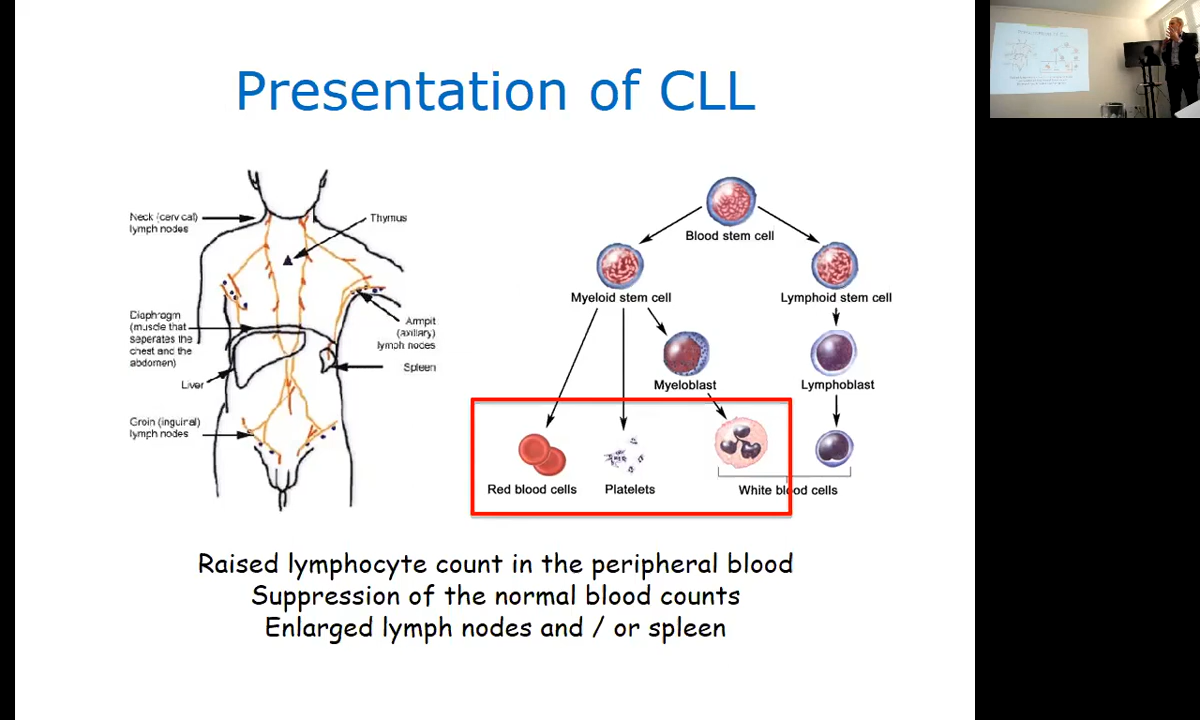 Presentation of CLL
Neck (cervical)
lymph nodes
Thymus
Diaphragm
(muscle that
seperates the
chest and the
abdomen)
Armpit
(axillary)
lymph nodes
Liver
Spleen
Groin (inguinal)
lymph nodes
Blood stem cell
Myeloid stem cell
Lymphoid stem cell
Myeloblast
Lymphoblast
Red blood cells
Platelets
White blood cells
Raised lymphocyte count in the peripheral blood
Suppression of the normal blood counts
Enlarged lymph nodes and / or spleen